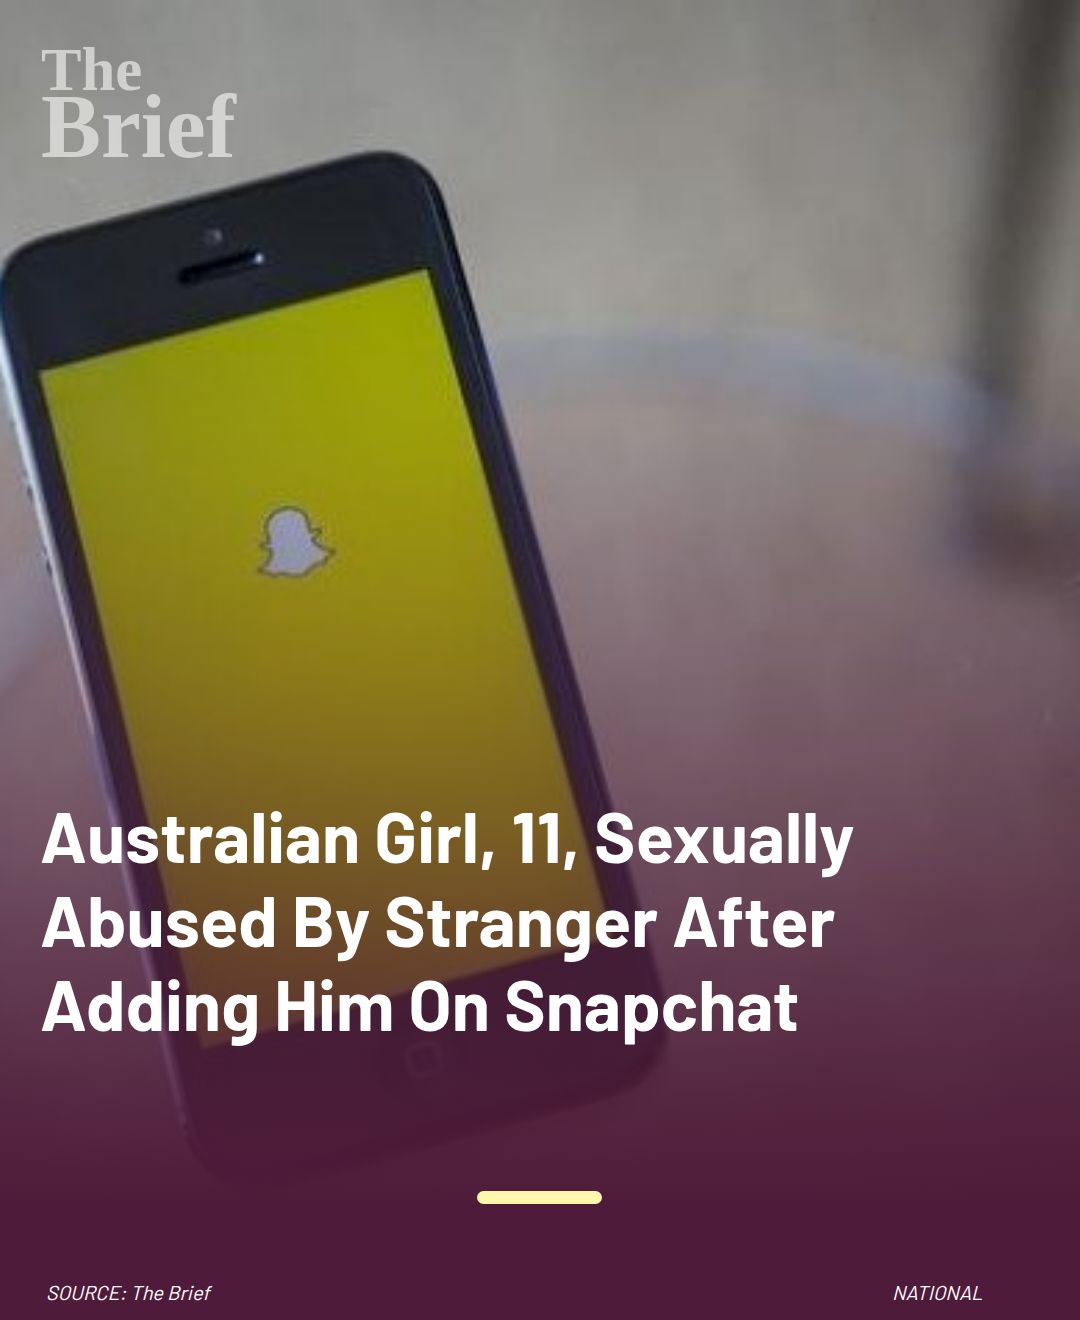 The
Brief
Australian Girl, 11, Sexually
Abused By Stranger After
Adding Him On Snapchat
SOURCE: The Brief
NATIONAL